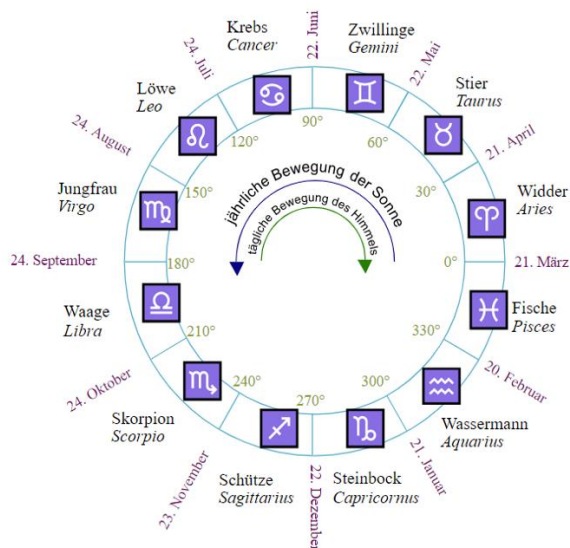 Krebs
Cancer
22. Juni
Zwillinge
Gemini
24. Juli
22. Mai
Löwe
Leo
Stier
Taurus
90°
120°
60°
24. August
21. April
Jungfrau
Virgo
150°
30°
jährliche Bewegung der Sonne
tägliche Bewegung des Himmels
Widder
Aries
24. September
180°
0°
21. März
Waage
Libra
Fische
Pisces
210°
330°
24. Oktober
20. Februar
240°
300°
270°
Skorpion
Scorpio
Wassermann
Aquarius
23. November
21. Januar
Schütze
Sagittarius
22. Dezember
Steinbock
Capricornus